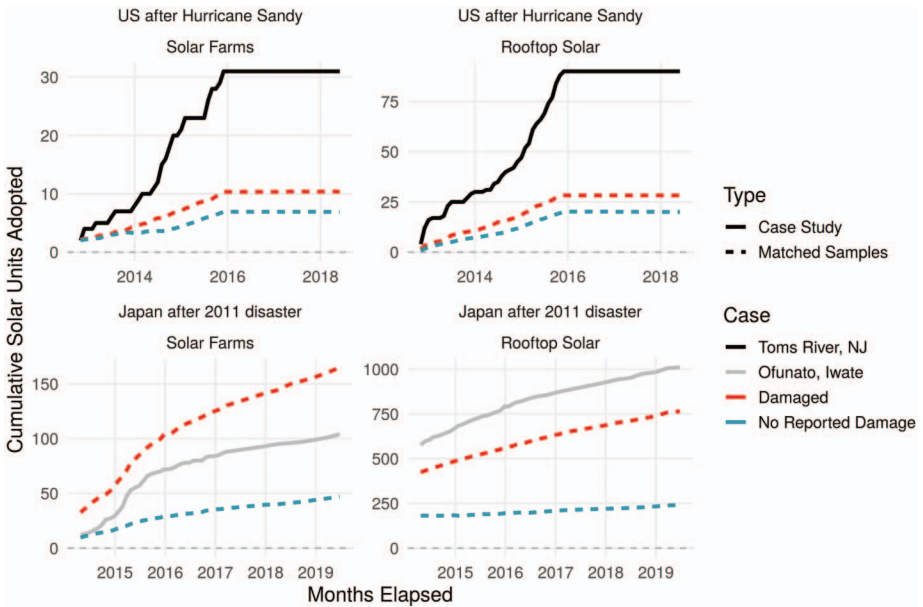 US after Hurricane Sandy
US after Hurricane Sandy
Solar Farms
Rooftop Solar
30
20
10
0
2014
2016
2018
75
50
25
0
2014
2016
2018
Cumulative Solar Units Adopted
Japan after 2011 disaster
Japan after 2011 disaster
Solar Farms
Rooftop Solar
150
100
50
0
2015
2016
2017
2018
2019
1000
750
500
250
0
2015
2016
2017
2018
2019
Months Elapsed
Type
Case Study
Matched Samples
Case
Toms River, NJ
Ofunato, Iwate
Damaged
No Reported Damage